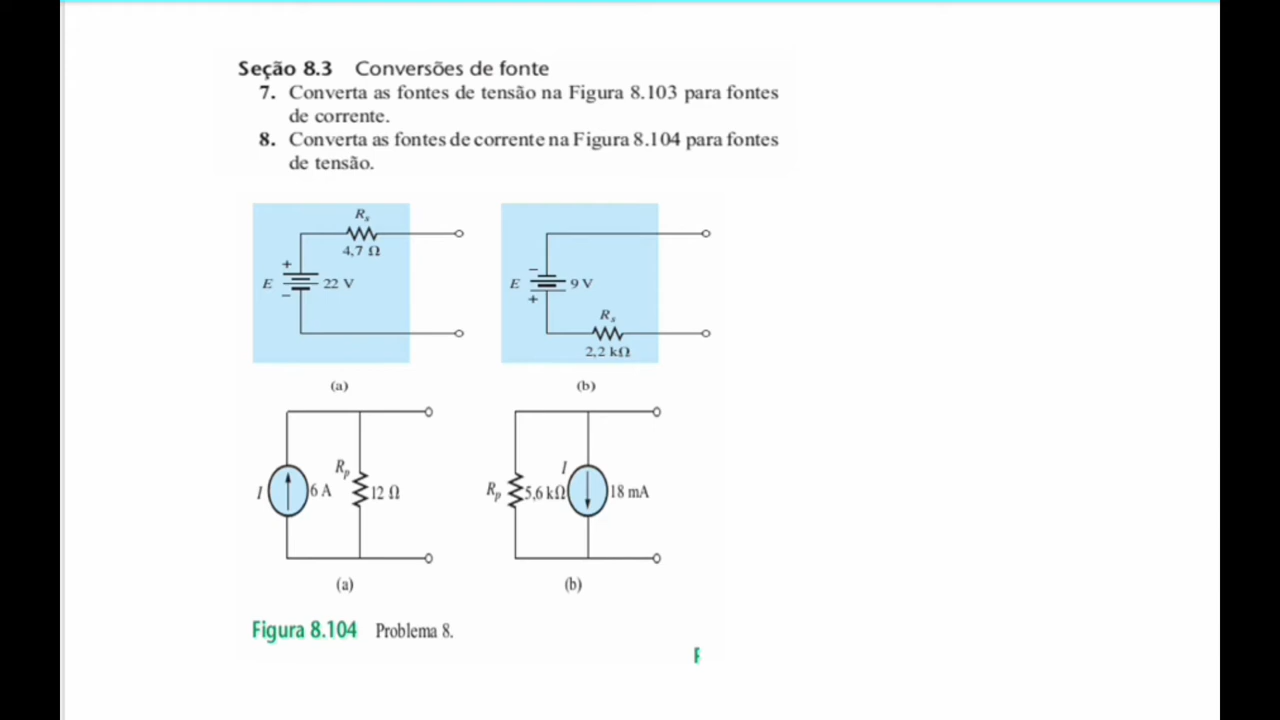 Seção 8.3 Conversões de fonte
7. Converta as fontes de tensão na Figura 8.103 para fontes
de corrente.
8. Converta as fontes de corrente na Figura 8.104 para fontes
de tensão.
Rs
4,7 Ω
+
E
22 V
−
(a)
−
E
9 V
+
Rs
2,2 kΩ
(b)
I
6 A
Rp
12 Ω
(a)
Rp
5,6 kΩ
I
18 mA
(b)
Figura 8.104 Problema 8.
F